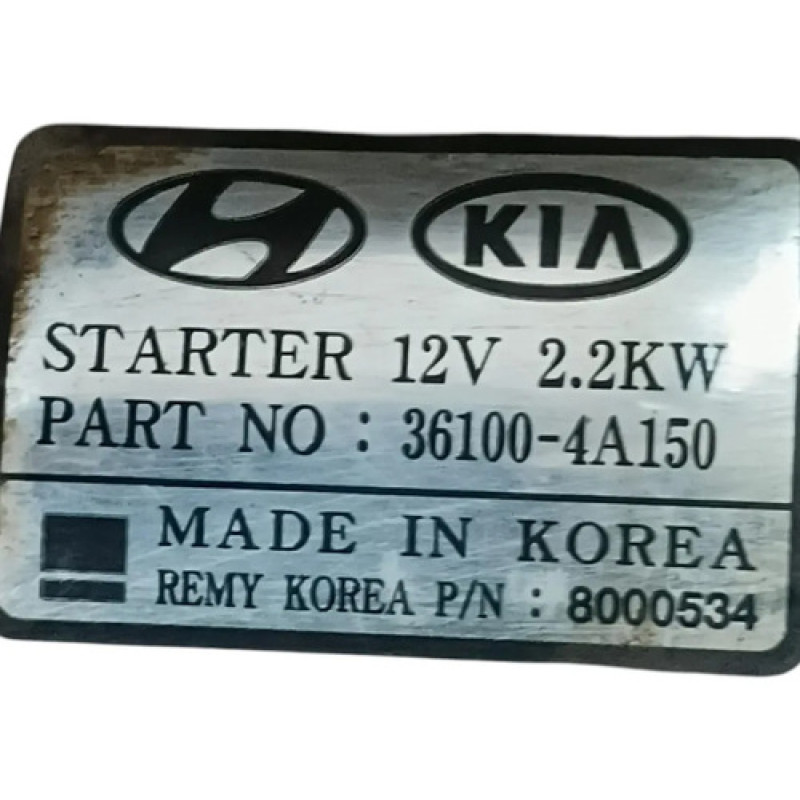 KIA
STARTER 12V 2.2KW
PART NO : 36100-4A150
MADE IN KOREA
REMY KOREA P/N : 8000534